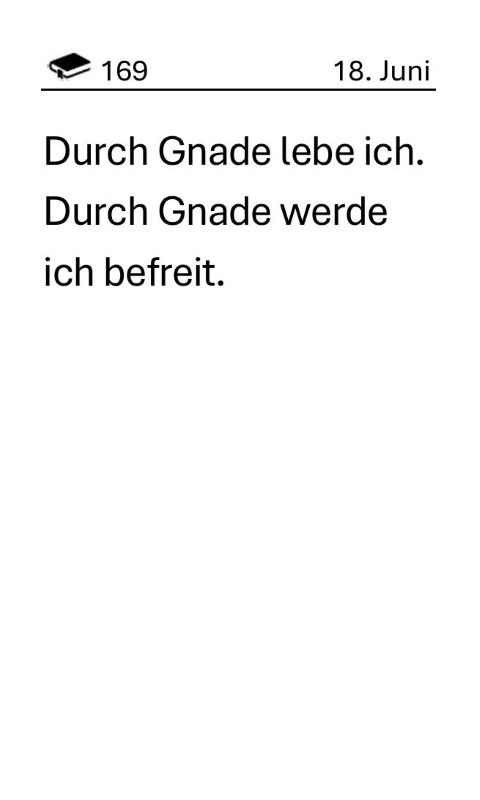 169 18. Juni
Durch Gnade lebe ich.
Durch Gnade werde
ich befreit.